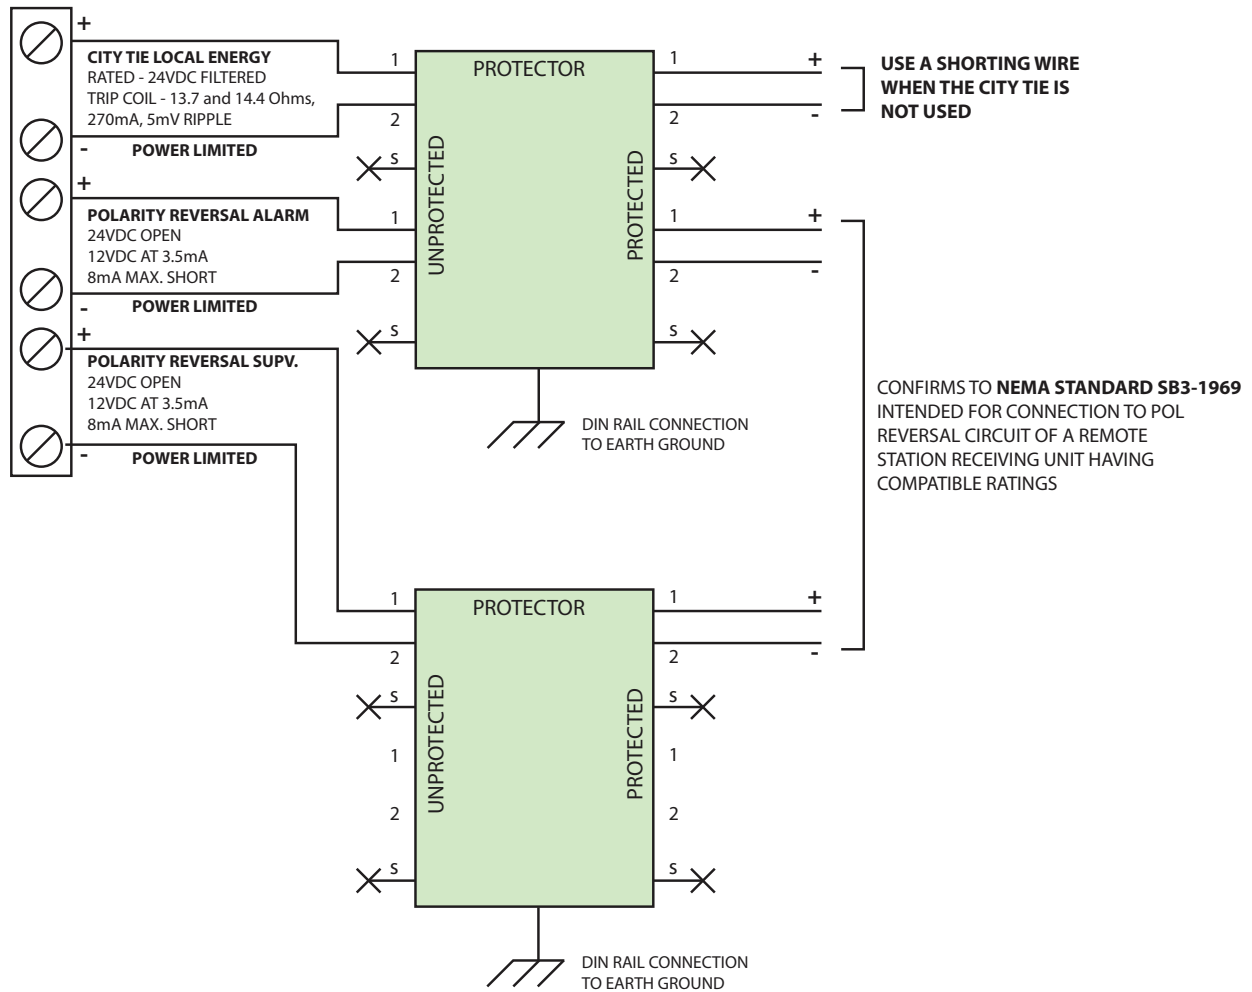 +
CITY TIE LOCAL ENERGY
RATED - 24VDC FILTERED
TRIP COIL - 13.7 and 14.4 Ohms,
270mA, 5mV RIPPLE
-
POWER LIMITED
+
POLARITY REVERSAL ALARM
24VDC OPEN
12VDC AT 3.5mA
8mA MAX. SHORT
-
POWER LIMITED
+
POLARITY REVERSAL SUPV.
24VDC OPEN
12VDC AT 3.5mA
8mA MAX. SHORT
-
POWER LIMITED
PROTECTOR
UNPROTECTED
PROTECTED
1
2
S
1
2
S
1
2
S
1
2
S
+
-
+
-
USE A SHORTING WIRE
WHEN THE CITY TIE IS
NOT USED
DIN RAIL CONNECTION
TO EARTH GROUND
CONFIRMS TO NEMA STANDARD SB3-1969
INTENDED FOR CONNECTION TO POL
REVERSAL CIRCUIT OF A REMOTE
STATION RECEIVING UNIT HAVING
COMPATIBLE RATINGS
PROTECTOR
UNPROTECTED
PROTECTED
1
2
S
1
2
S
1
2
S
1
2
S
+
-
DIN RAIL CONNECTION
TO EARTH GROUND